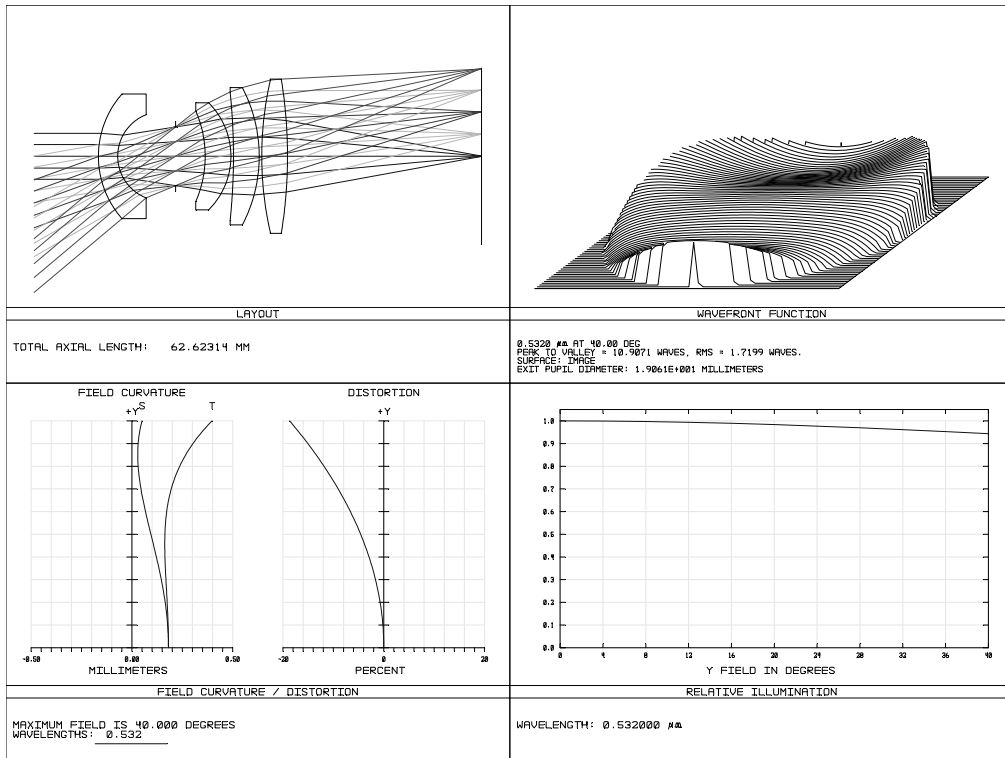 LAYOUT
TOTAL AXIAL LENGTH: 62.62314 MM
WAVEFRONT FUNCTION
0.5320 µm AT 40.00 DEG
PEAK TO VALLEY = 10.9071 WAVES, RMS = 1.7199 WAVES.
SURFACE: IMAGE
EXIT PUPIL DIAMETER: 1.9061E+001 MILLIMETERS
FIELD CURVATURE
+Y S T
-0.50 0.00 0.50
MILLIMETERS
DISTORTION
+Y
-20 0 20
PERCENT
FIELD CURVATURE / DISTORTION
MAXIMUM FIELD IS 40.000 DEGREES
WAVELENGTHS: 0.532
1.0
0.9
0.8
0.7
0.6
0.5
0.4
0.3
0.2
0.1
0.0
0 4 8 12 16 20 24 28 32 36 40
Y FIELD IN DEGREES
RELATIVE ILLUMINATION
WAVELENGTH: 0.532000 µm